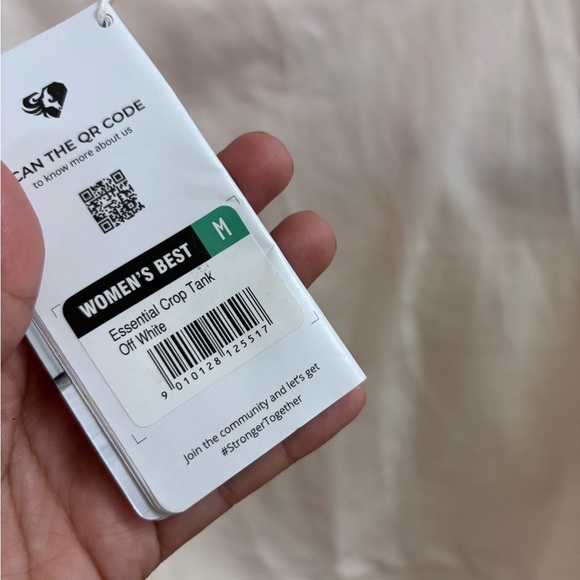 CAN THE QR CODE
to know more about us
WOMEN'S BEST M
Essential Crop Tank
Off White
9 010128 125517
Join the community and let's get
#StrongerTogether